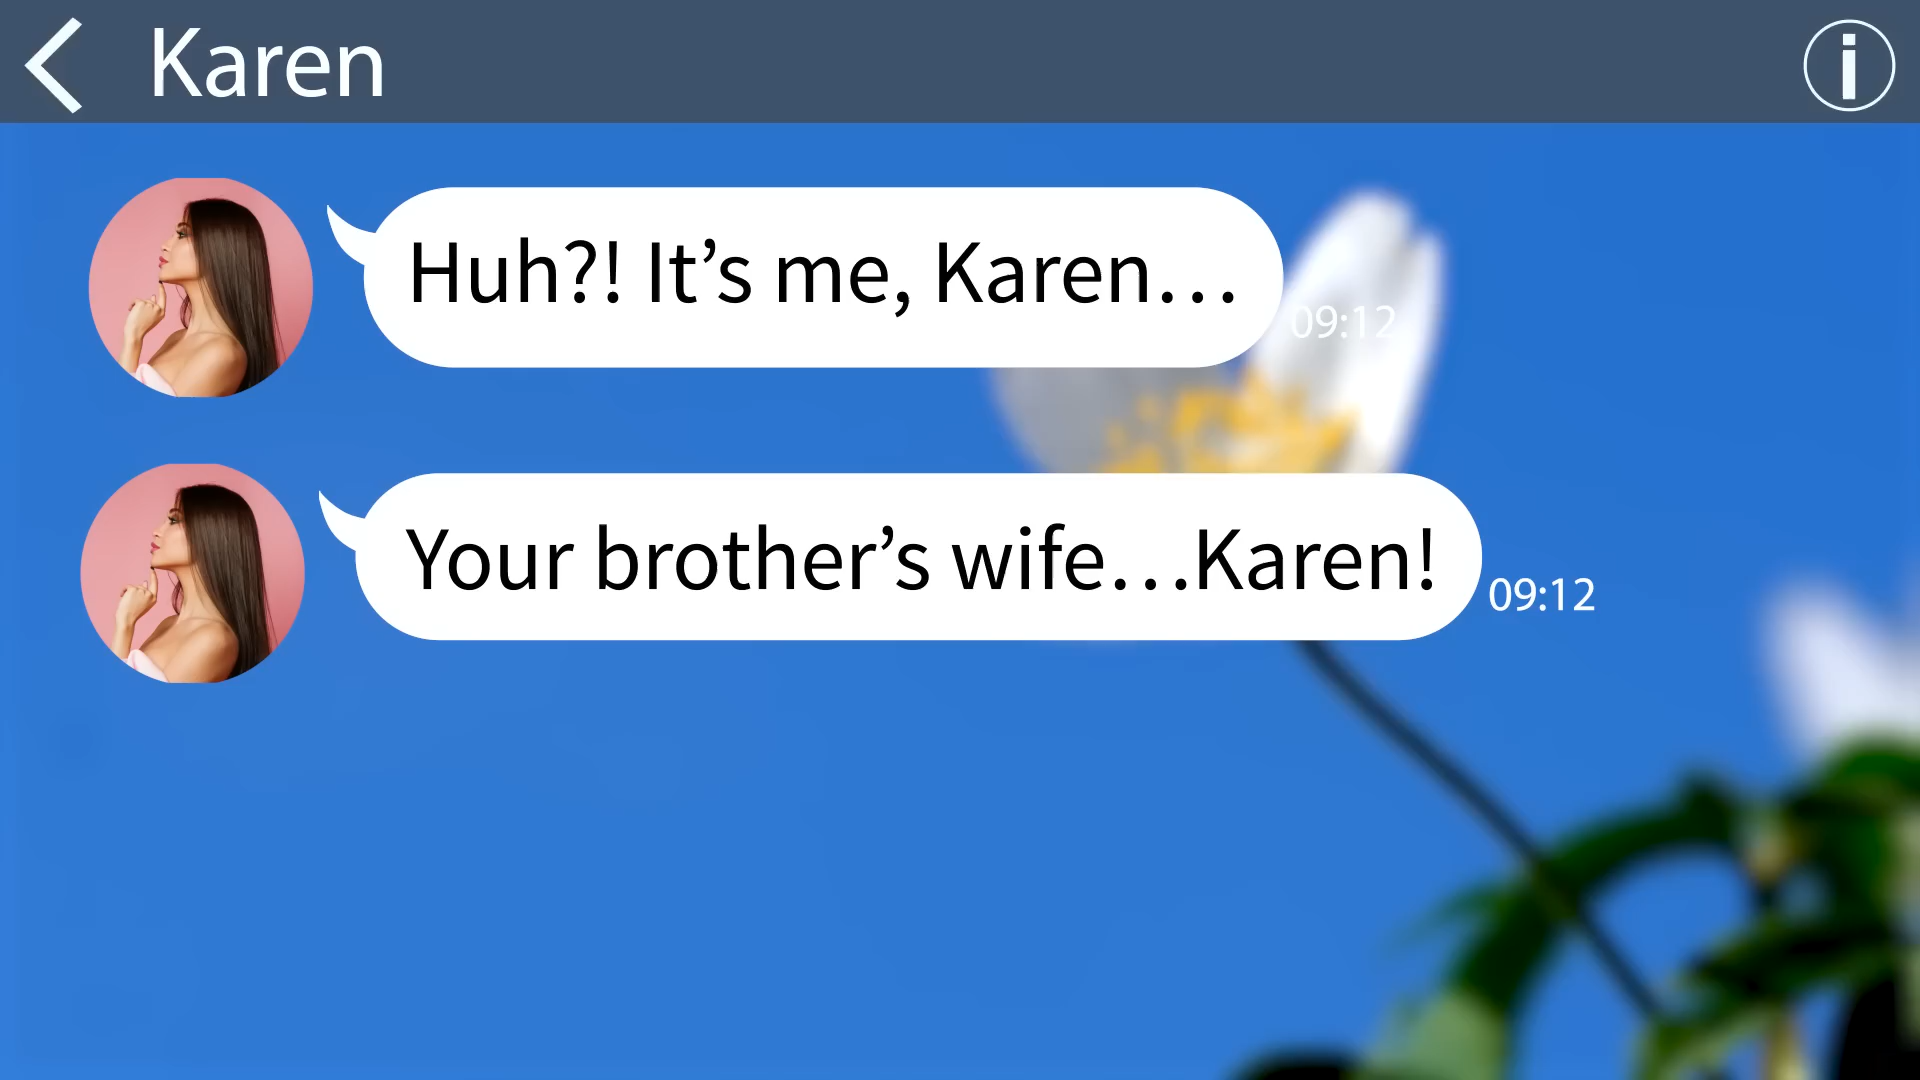 Karen
Huh?! It’s me, Karen…
09:12
Your brother’s wife…Karen!
09:12